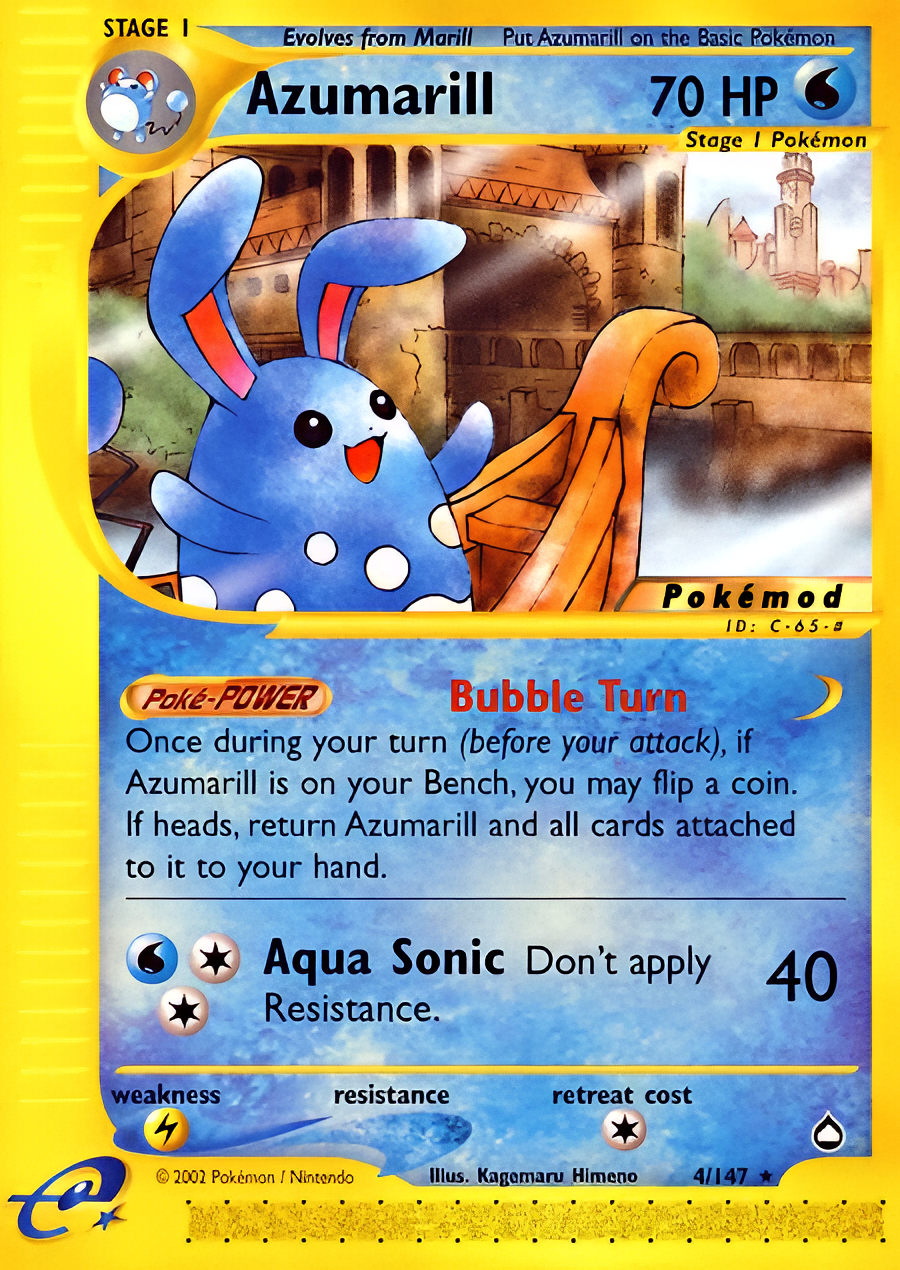 STAGE 1
Evolves from Marill Put Azumarill on the Basic Pokémon
Azumarill 70 HP
Stage 1 Pokémon
Pokémod
ID: C-65-
Poké-POWER Bubble Turn
Once during your turn (before your attack), if
Azumarill is on your Bench, you may flip a coin.
If heads, return Azumarill and all cards attached
to it to your hand.
Aqua Sonic Don't apply 40
Resistance.
weakness resistance retreat cost
© 2002 Pokémon / Nintendo Illus. Kagemaru Himeno 4/147 ★
e